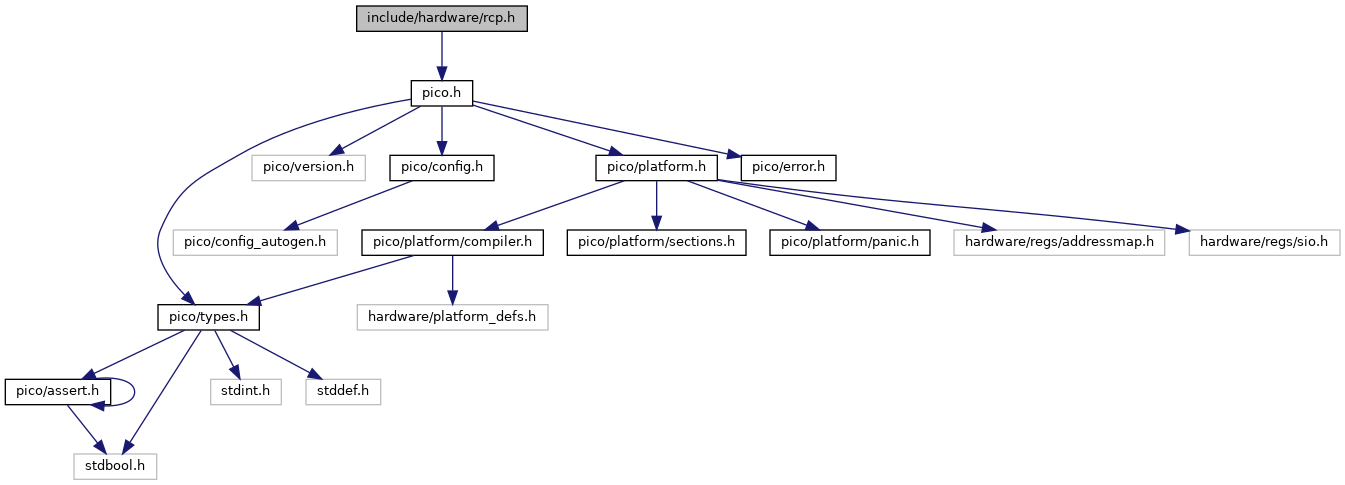 include/hardware/rcp.h
pico.h
pico/version.h
pico/config.h
pico/platform.h
pico/error.h
pico/config_autogen.h
pico/platform/compiler.h
pico/platform/sections.h
pico/platform/panic.h
hardware/regs/addressmap.h
hardware/regs/sio.h
pico/types.h
hardware/platform_defs.h
pico/assert.h
stdint.h
stddef.h
stdbool.h